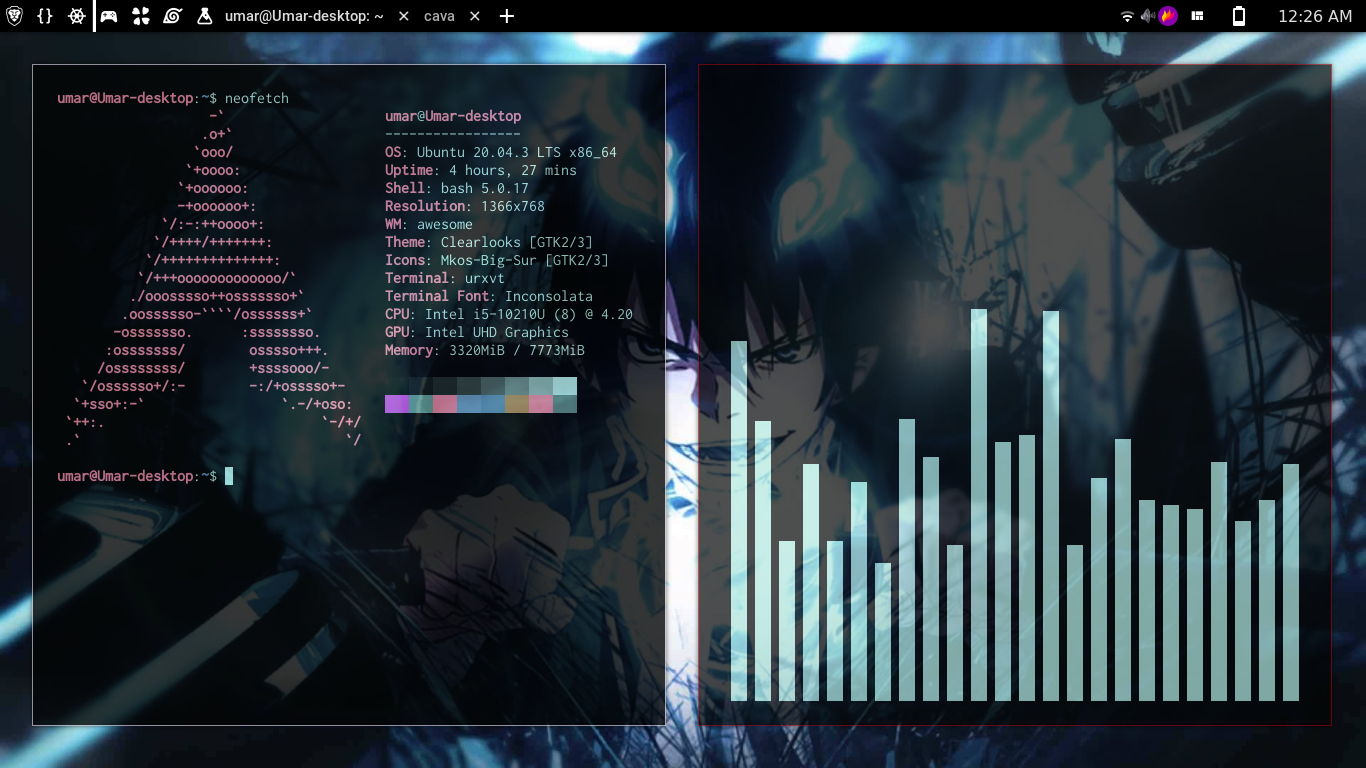 umar@Umar-desktop: ~ × cava × + 12:26 AM
umar@Umar-desktop:~$ neofetch
-`
.o+`
`ooo/
`+oooo:
`+oooooo:
-+oooooo+:
`/:-:++oooo+:
`/++++/+++++++:
`/++++++++++++++:
`/+++ooooooooooooo/`
./ooosssso++osssssso+`
.oossssso-````/ossssss+`
-osssssso. :ssssssso.
:osssssss/ osssso+++.
/ossssssss/ +ssssooo/-
`/ossssso+/:- -:/+osssso+-
`+sso+:-` `.-/+oso:
`++:. `-/+/
.` `/
umar@Umar-desktop
-----------------
OS: Ubuntu 20.04.3 LTS x86_64
Uptime: 4 hours, 27 mins
Shell: bash 5.0.17
Resolution: 1366x768
WM: awesome
Theme: Clearlooks [GTK2/3]
Icons: Mkos-Big-Sur [GTK2/3]
Terminal: urxvt
Terminal Font: Inconsolata
CPU: Intel i5-10210U (8) @ 4.20
GPU: Intel UHD Graphics
Memory: 3320MiB / 7773MiB
umar@Umar-desktop:~$